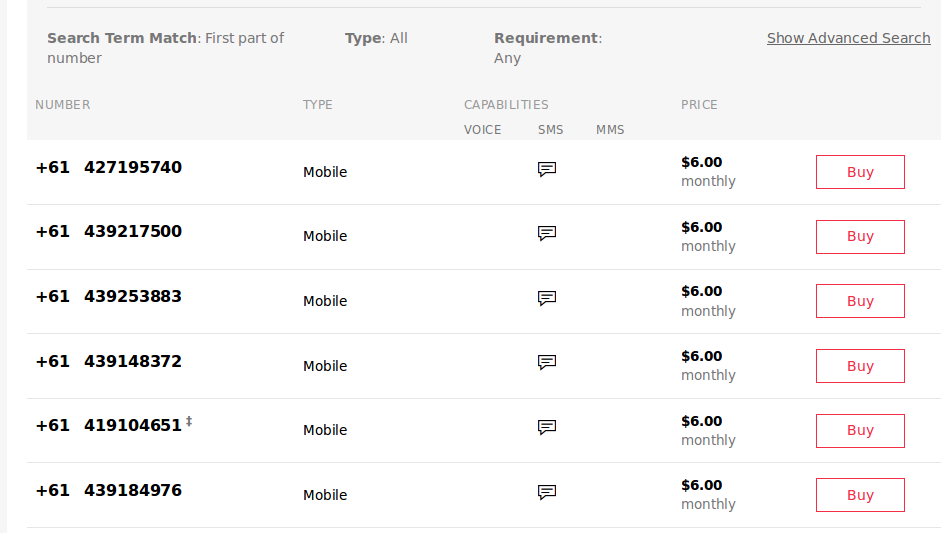 Search Term Match: First part of number
Type: All
Requirement: Any
Show Advanced Search
NUMBER TYPE CAPABILITIES PRICE
VOICE SMS MMS
+61 427195740 Mobile $6.00 monthly Buy
+61 439217500 Mobile $6.00 monthly Buy
+61 439253883 Mobile $6.00 monthly Buy
+61 439148372 Mobile $6.00 monthly Buy
+61 419104651 ‡ Mobile $6.00 monthly Buy
+61 439184976 Mobile $6.00 monthly Buy